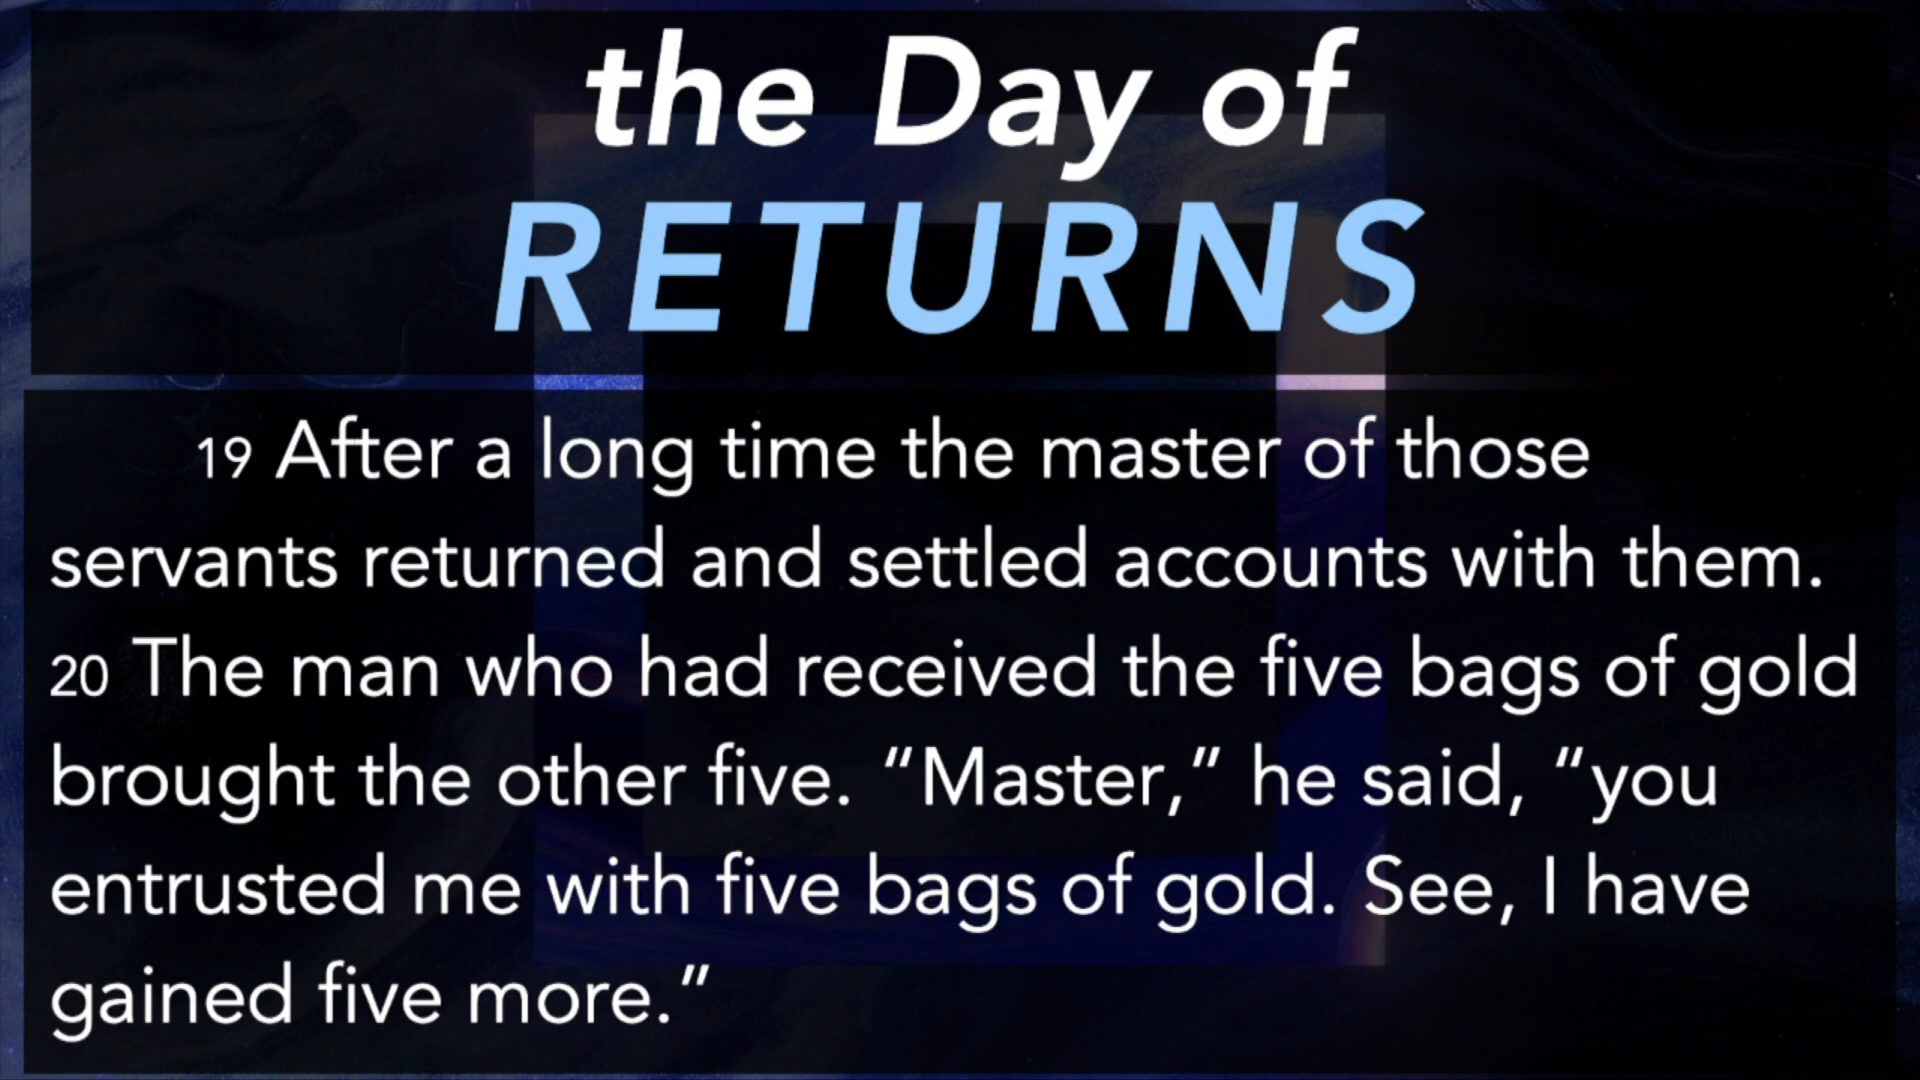 the Day of
RETURNS
19 After a long time the master of those
servants returned and settled accounts with them.
20 The man who had received the five bags of gold
brought the other five. “Master,” he said, “you
entrusted me with five bags of gold. See, I have
gained five more.”